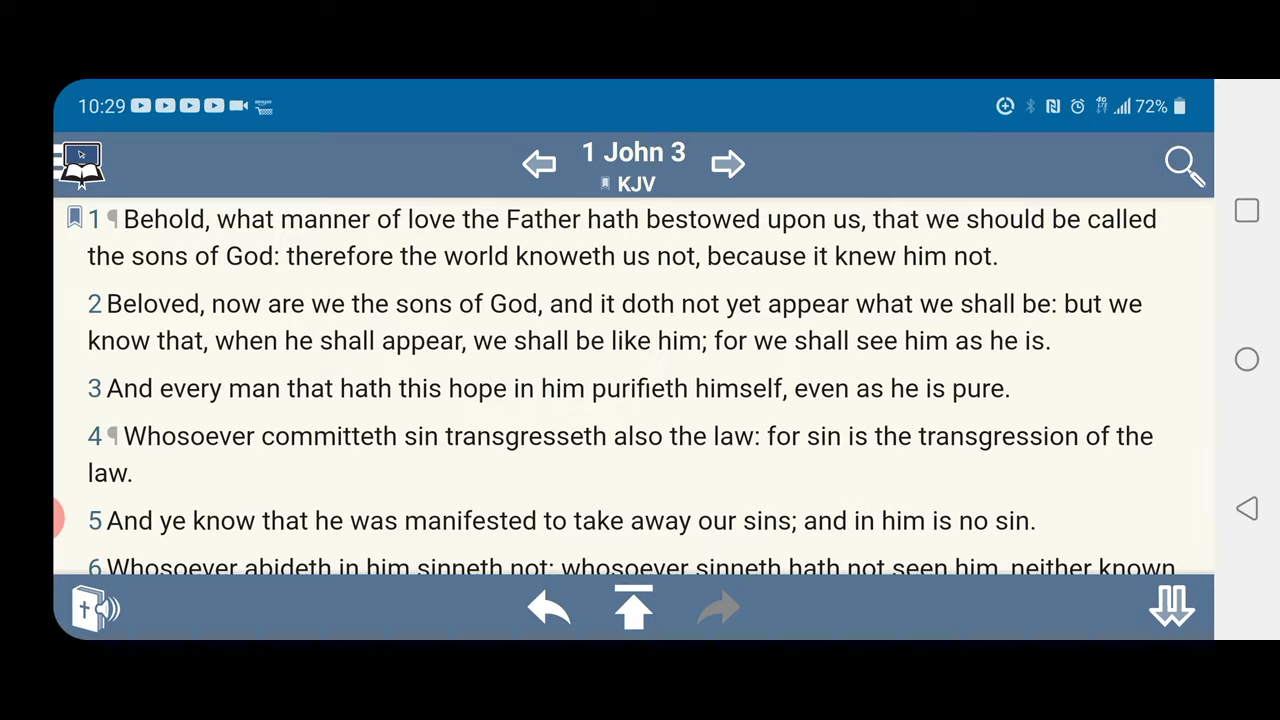 10:29 72%
1 John 3
KJV
1 ¶ Behold, what manner of love the Father hath bestowed upon us, that we should be called
the sons of God: therefore the world knoweth us not, because it knew him not.
2 Beloved, now are we the sons of God, and it doth not yet appear what we shall be: but we
know that, when he shall appear, we shall be like him; for we shall see him as he is.
3 And every man that hath this hope in him purifieth himself, even as he is pure.
4 ¶ Whosoever committeth sin transgresseth also the law: for sin is the transgression of the
law.
5 And ye know that he was manifested to take away our sins; and in him is no sin.
6 Whosoever abideth in him sinneth not: whosoever sinneth hath not seen him, neither known